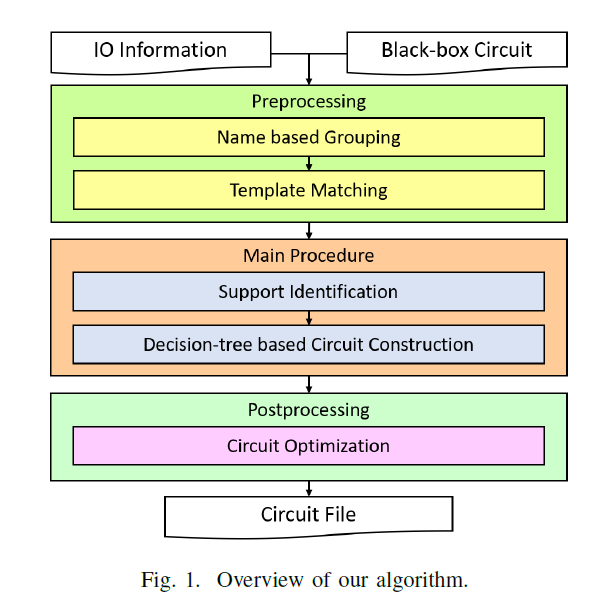 IO Information
Black-box Circuit
Preprocessing
Name based Grouping
Template Matching
Main Procedure
Support Identification
Decision-tree based Circuit Construction
Postprocessing
Circuit Optimization
Circuit File
Fig. 1. Overview of our algorithm.